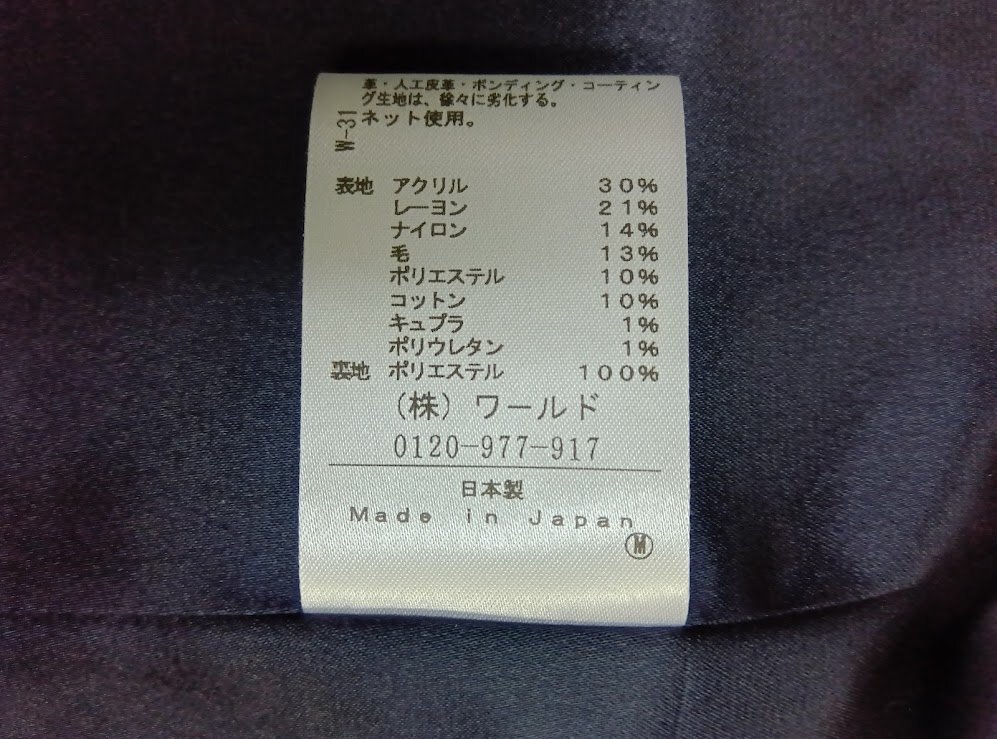 革・人工皮革・ボンディング・コーティン
グ生地は、徐々に劣化する。
ネット使用。
W-31
表地 アクリル 30%
レーヨン 21%
ナイロン 14%
毛 13%
ポリエステル 10%
コットン 10%
キュプラ 1%
ポリウレタン 1%
裏地 ポリエステル 100%
(株) ワールド
0120-977-917
日本製
Made in Japan
M